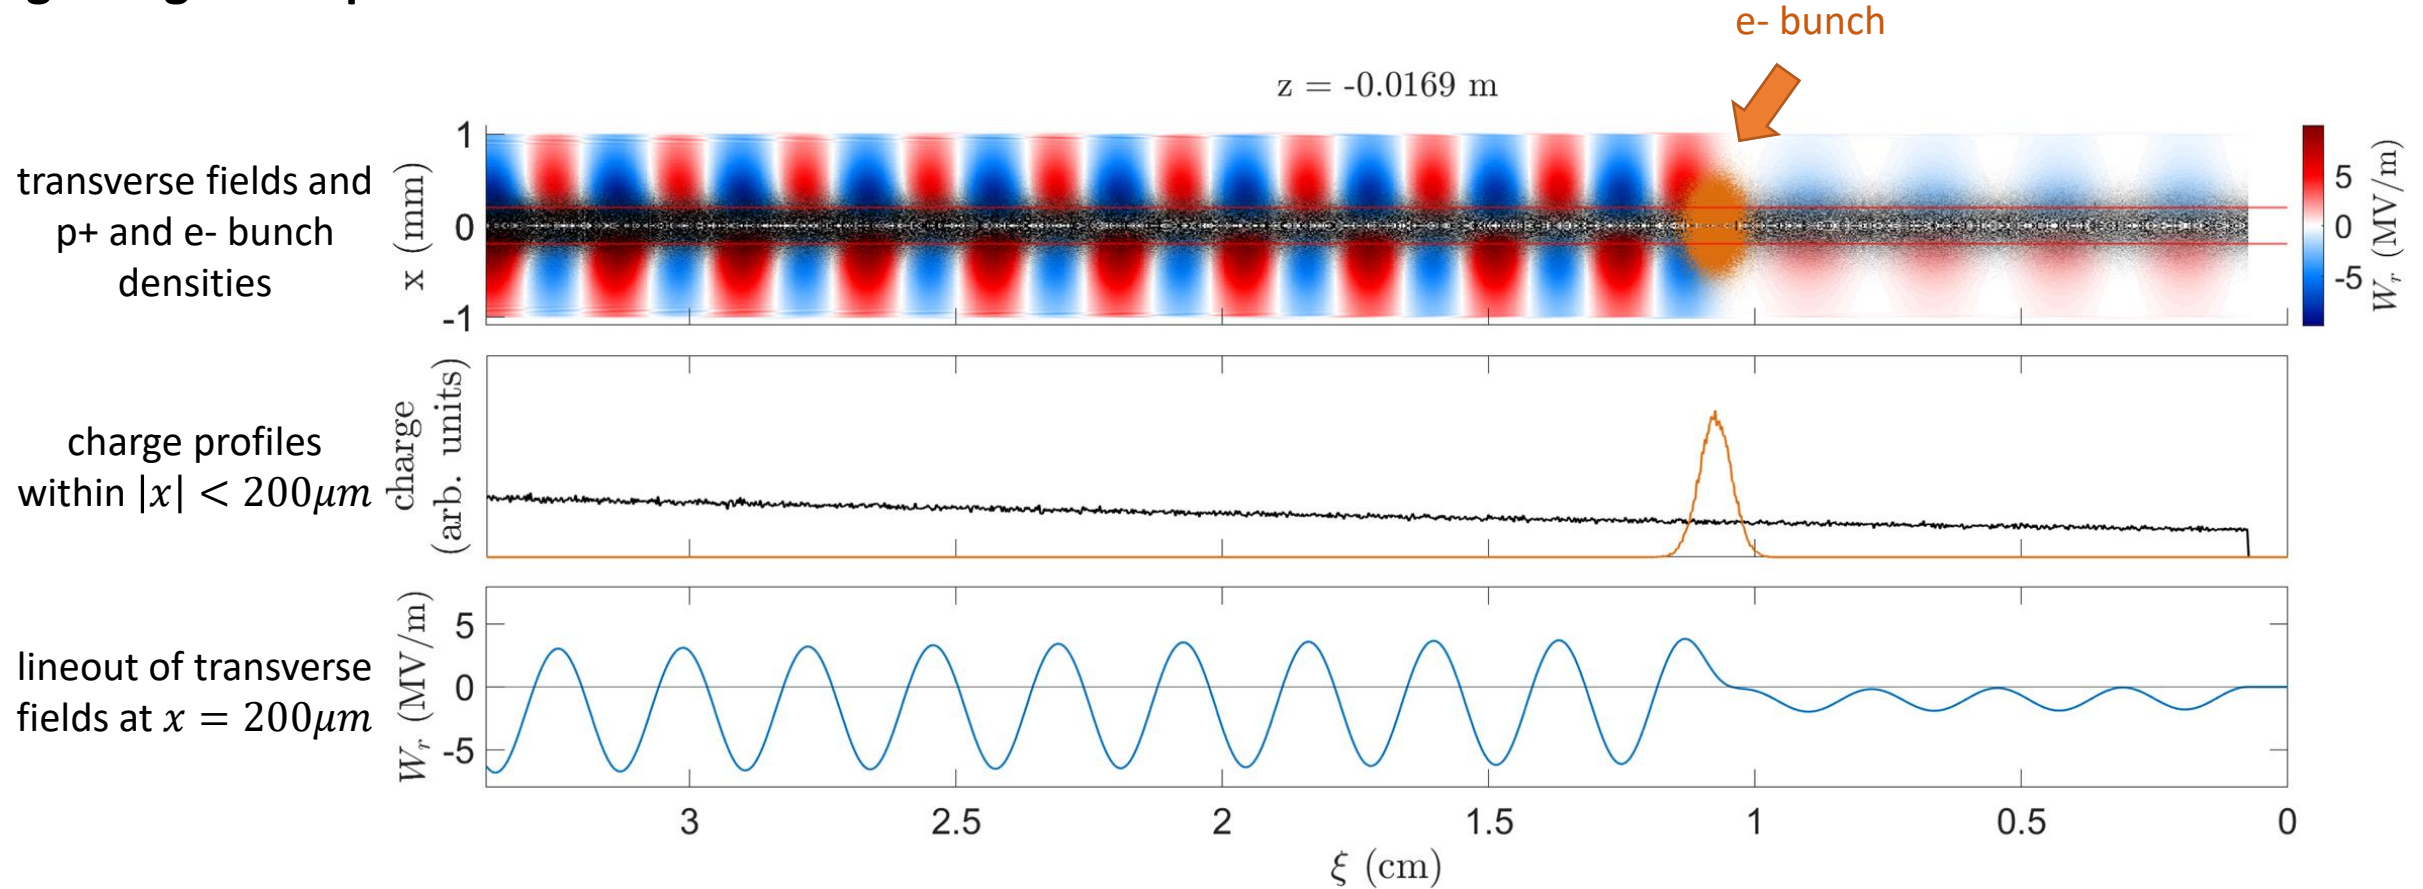 e- bunch
z = -0.0169 m
transverse fields and
p+ and e- bunch
densities
x (mm)
1
0
-1
5
0
-5
W_r (MV/m)
charge profiles
within |x| < 200μm
charge
(arb. units)
lineout of transverse
fields at x = 200μm
W_r (MV/m)
5
0
-5
3
2.5
2
1.5
1
0.5
0
ξ (cm)